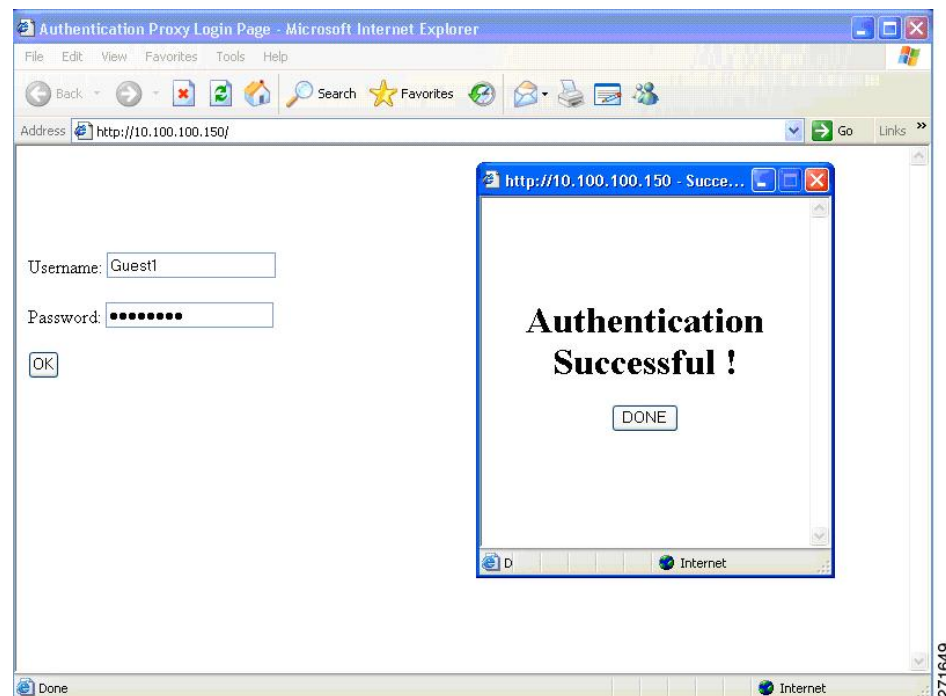 Authentication Proxy Login Page - Microsoft Internet Explorer
File Edit View Favorites Tools Help
Back Search Favorites
Address http://10.100.100.150/ Go Links »
http://10.100.100.150 - Succe...
Username: Guest1
Password: ●●●●●●●●
OK
Authentication
Successful !
DONE
D Internet
Done Internet
271649